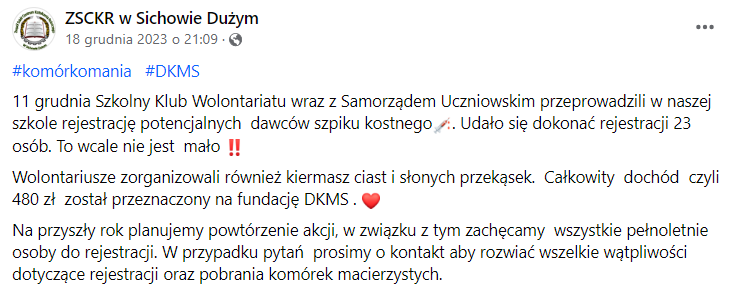 ZSCKR w Sichowie Dużym
18 grudnia 2023 o 21:09 ·
#komórkomania #DKMS
11 grudnia Szkolny Klub Wolontariatu wraz z Samorządem Uczniowskim przeprowadzili w naszej
szkole rejestrację potencjalnych dawców szpiku kostnego💉. Udało się dokonać rejestracji 23
osób. To wcale nie jest mało ‼️
Wolontariusze zorganizowali również kiermasz ciast i słonych przekąsek. Całkowity dochód czyli
480 zł został przeznaczony na fundację DKMS . ❤️
Na przyszły rok planujemy powtórzenie akcji, w związku z tym zachęcamy wszystkie pełnoletnie
osoby do rejestracji. W przypadku pytań prosimy o kontakt aby rozwiać wszelkie wątpliwości
dotyczące rejestracji oraz pobrania komórek macierzystych.